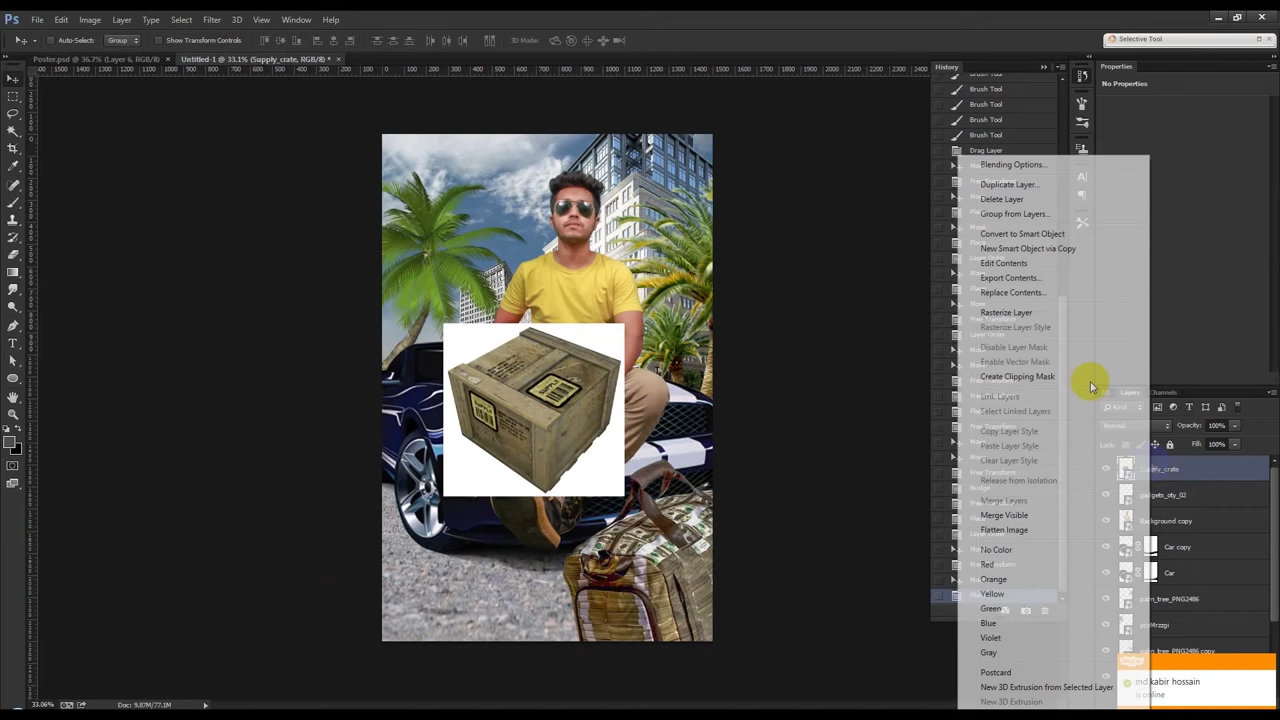 Ps File Edit Image Layer Type Select Filter 3D View Window Help
Auto-Select: Group Show Transform Controls 3D Mode: Selective Tool
Poster.psd @ 36.7% (Layer 6, RGB/8) × Untitled-1 @ 33.1% (Supply_crate, RGB/8) * ×
History
Properties
No Properties
Brush Tool
Brush Tool
Brush Tool
Brush Tool
Brush Tool
Drag Layer
Blending Options...
Duplicate Layer...
Delete Layer
Group from Layers...
Convert to Smart Object
New Smart Object via Copy
Edit Contents
Export Contents...
Replace Contents...
Rasterize Layer
Rasterize Layer Style
Disable Layer Mask
Enable Vector Mask
Create Clipping Mask
Link Layers
Select Linked Layers
Copy Layer Style
Paste Layer Style
Clear Layer Style
Release from Isolation
Merge Layers
Merge Visible
Flatten Image
No Color
Red
Orange
Yellow
Green
Blue
Violet
Gray
Postcard
New 3D Extrusion from Selected Layer
New 3D Extrusion
Layers Channels
Kind
Normal Opacity: 100%
Lock: Fill: 100%
Supply_crate
gadgets_oty_02
Background copy
Car copy
Car
palm_tree_PNG2486
palm_tree_PNG2486 copy
md.kabir hossain
is online
33.06% Doc: 9.87M/77.1M